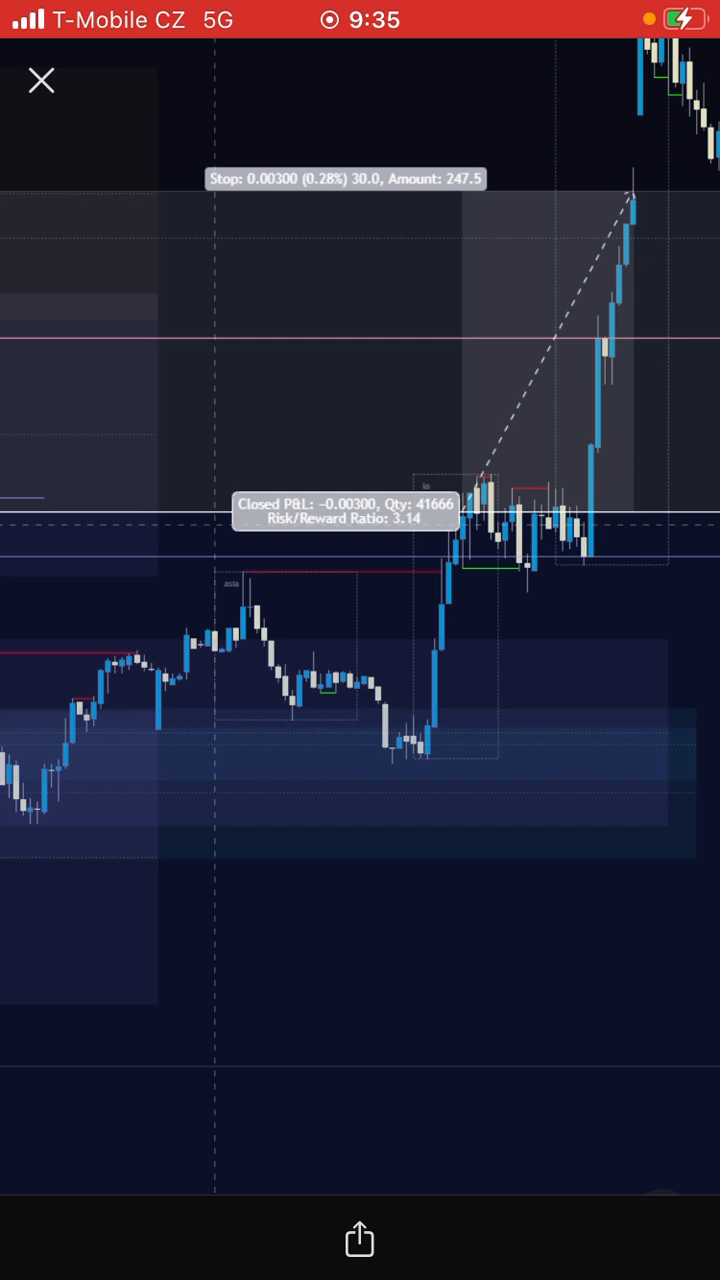 T-Mobile CZ 5G 9:35
Stop: 0.00300 (0.28%) 30.0, Amount: 247.5
io
Closed P&L: −0.00300, Qty: 41666
Risk/Reward Ratio: 3.14
asia